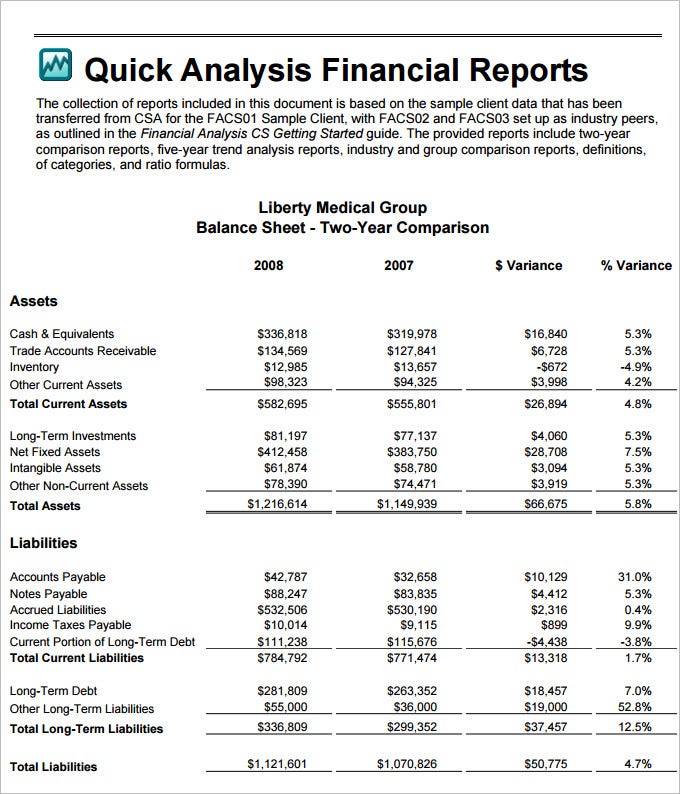 Quick Analysis Financial Reports
The collection of reports included in this document is based on the sample client data that has been
transferred from CSA for the FACS01 Sample Client, with FACS02 and FACS03 set up as industry peers,
as outlined in the Financial Analysis CS Getting Started guide. The provided reports include two-year
comparison reports, five-year trend analysis reports, industry and group comparison reports, definitions,
of categories, and ratio formulas.
Liberty Medical Group
Balance Sheet - Two-Year Comparison
2008 2007 $ Variance % Variance
Assets
Cash & Equivalents $336,818 $319,978 $16,840 5.3%
Trade Accounts Receivable $134,569 $127,841 $6,728 5.3%
Inventory $12,985 $13,657 -$672 -4.9%
Other Current Assets $98,323 $94,325 $3,998 4.2%
Total Current Assets $582,695 $555,801 $26,894 4.8%
Long-Term Investments $81,197 $77,137 $4,060 5.3%
Net Fixed Assets $412,458 $383,750 $28,708 7.5%
Intangible Assets $61,874 $58,780 $3,094 5.3%
Other Non-Current Assets $78,390 $74,471 $3,919 5.3%
Total Assets $1,216,614 $1,149,939 $66,675 5.8%
Liabilities
Accounts Payable $42,787 $32,658 $10,129 31.0%
Notes Payable $88,247 $83,835 $4,412 5.3%
Accrued Liabilities $532,506 $530,190 $2,316 0.4%
Income Taxes Payable $10,014 $9,115 $899 9.9%
Current Portion of Long-Term Debt $111,238 $115,676 -$4,438 -3.8%
Total Current Liabilities $784,792 $771,474 $13,318 1.7%
Long-Term Debt $281,809 $263,352 $18,457 7.0%
Other Long-Term Liabilities $55,000 $36,000 $19,000 52.8%
Total Long-Term Liabilities $336,809 $299,352 $37,457 12.5%
Total Liabilities $1,121,601 $1,070,826 $50,775 4.7%